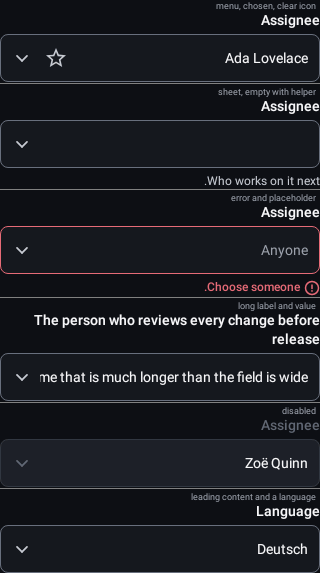 menu, chosen, clear icon
Assignee
Ada Lovelace
sheet, empty with helper
Assignee
.Who works on it next
error and placeholder
Assignee
Anyone
.Choose someone
long label and value
The person who reviews every change before
release
me that is much longer than the field is wide
disabled
Assignee
Zoë Quinn
leading content and a language
Language
Deutsch